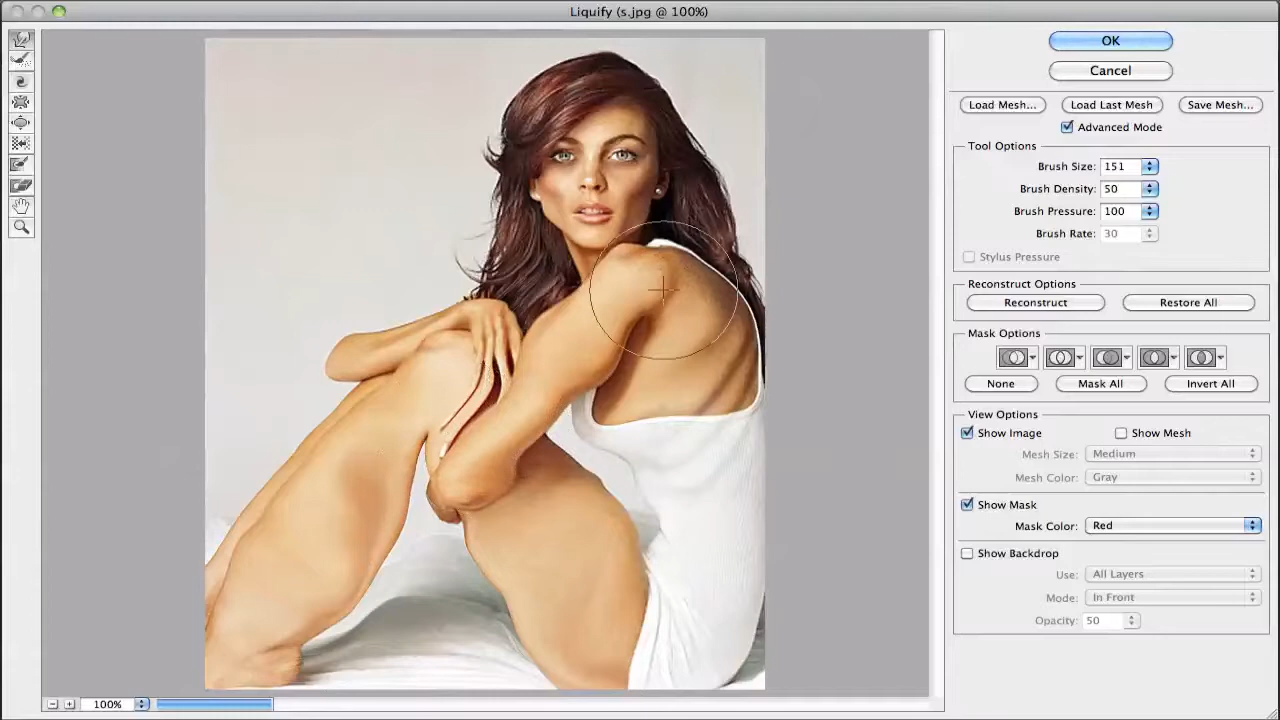 Liquify (s.jpg @ 100%)
OK
Cancel
Load Mesh... Load Last Mesh Save Mesh...
Advanced Mode
Tool Options
Brush Size: 151
Brush Density: 50
Brush Pressure: 100
Brush Rate: 30
Stylus Pressure
Reconstruct Options
Reconstruct Restore All
Mask Options
None Mask All Invert All
View Options
Show Image Show Mesh
Mesh Size: Medium
Mesh Color: Gray
Show Mask
Mask Color: Red
Show Backdrop
Use: All Layers
Mode: In Front
Opacity: 50
100%